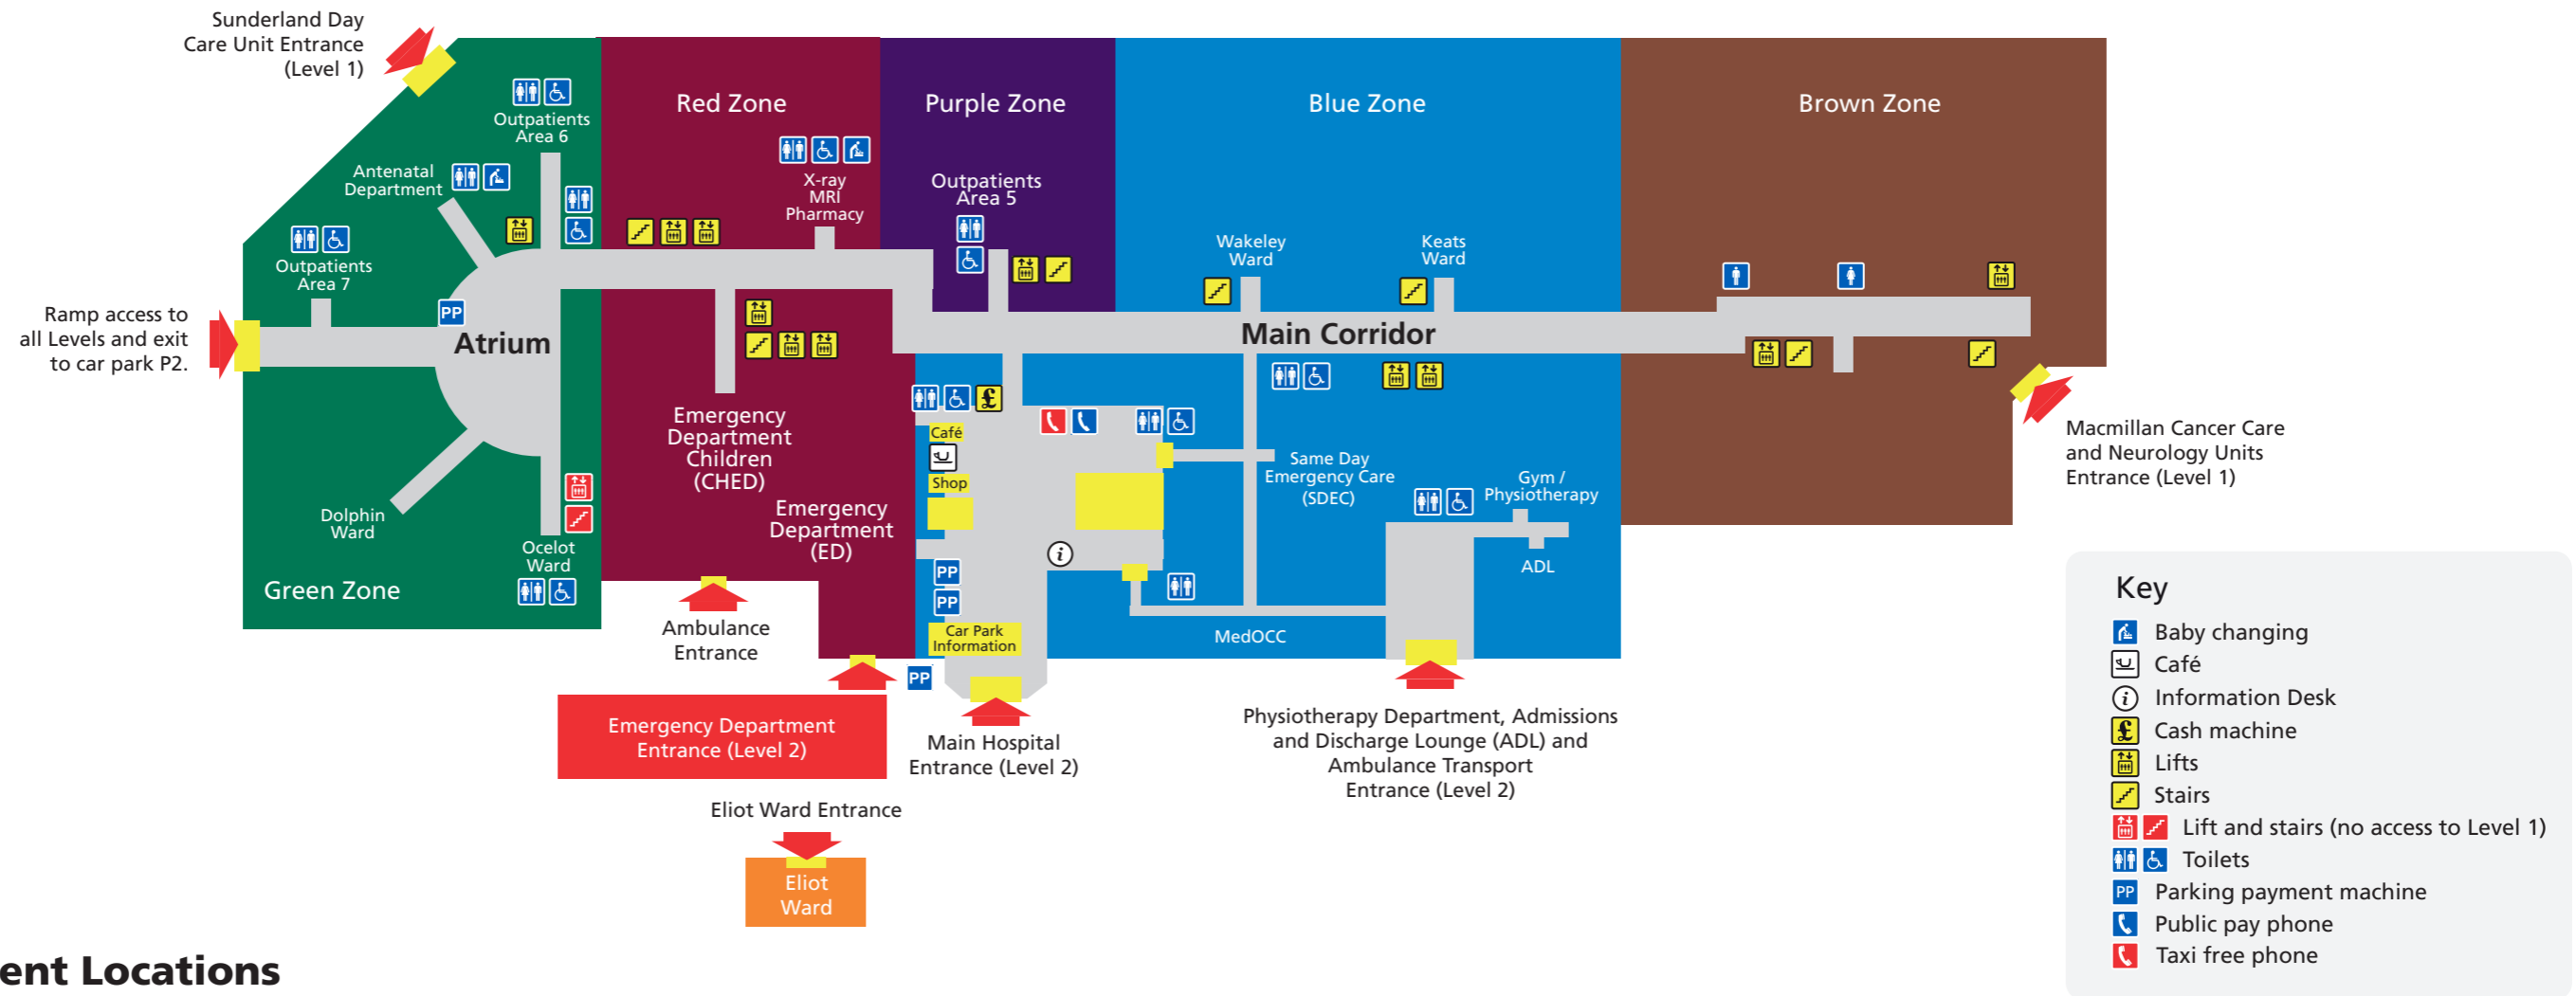 Sunderland Day
Care Unit Entrance
(Level 1)
Ramp access to
all Levels and exit
to car park P2.
Outpatients
Area 6
Antenatal
Department
Outpatients
Area 7
PP
Atrium
Dolphin
Ward
Ocelot
Ward
Green Zone
Red Zone
X-ray
MRI
Pharmacy
Emergency
Department
Children
(CHED)
Emergency
Department
(ED)
Ambulance
Entrance
Emergency Department
Entrance (Level 2)
Eliot Ward Entrance
Eliot
Ward
Purple Zone
Outpatients
Area 5
Blue Zone
Wakeley
Ward
Keats
Ward
Main Corridor
£
Café
Shop
i
PP
PP
Car Park
Information
PP
Main Hospital
Entrance (Level 2)
Same Day
Emergency Care
(SDEC)
Gym /
Physiotherapy
ADL
MedOCC
Physiotherapy Department, Admissions
and Discharge Lounge (ADL) and
Ambulance Transport
Entrance (Level 2)
Brown Zone
Macmillan Cancer Care
and Neurology Units
Entrance (Level 1)
Key
Baby changing
Café
i Information Desk
£ Cash machine
Lifts
Stairs
Lift and stairs (no access to Level 1)
Toilets
PP Parking payment machine
Public pay phone
Taxi free phone
ent Locations